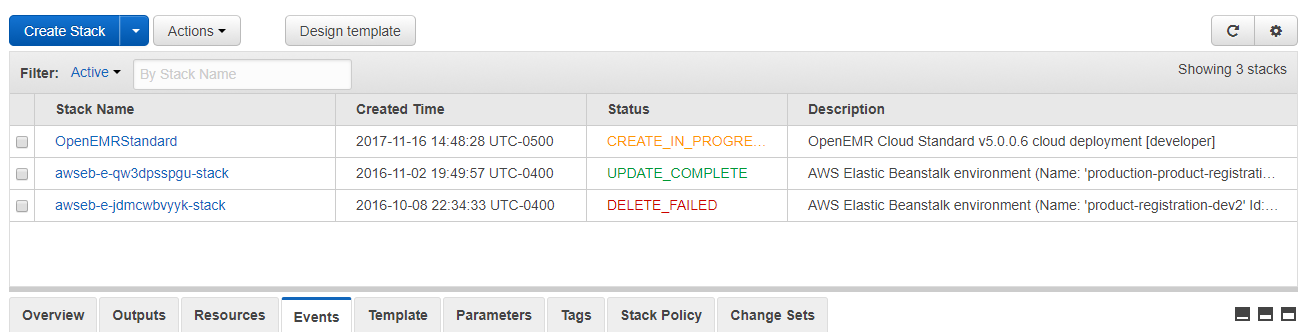 Create Stack Actions Design template
Filter: Active By Stack Name Showing 3 stacks
Stack Name Created Time Status Description
OpenEMRStandard 2017-11-16 14:48:28 UTC-0500 CREATE_IN_PROGRE... OpenEMR Cloud Standard v5.0.0.6 cloud deployment [developer]
awseb-e-qw3dpsspgu-stack 2016-11-02 19:49:57 UTC-0400 UPDATE_COMPLETE AWS Elastic Beanstalk environment (Name: 'production-product-registrati...
awseb-e-jdmcwbvyyk-stack 2016-10-08 22:34:33 UTC-0400 DELETE_FAILED AWS Elastic Beanstalk environment (Name: 'product-registration-dev2' Id:...
Overview Outputs Resources Events Template Parameters Tags Stack Policy Change Sets